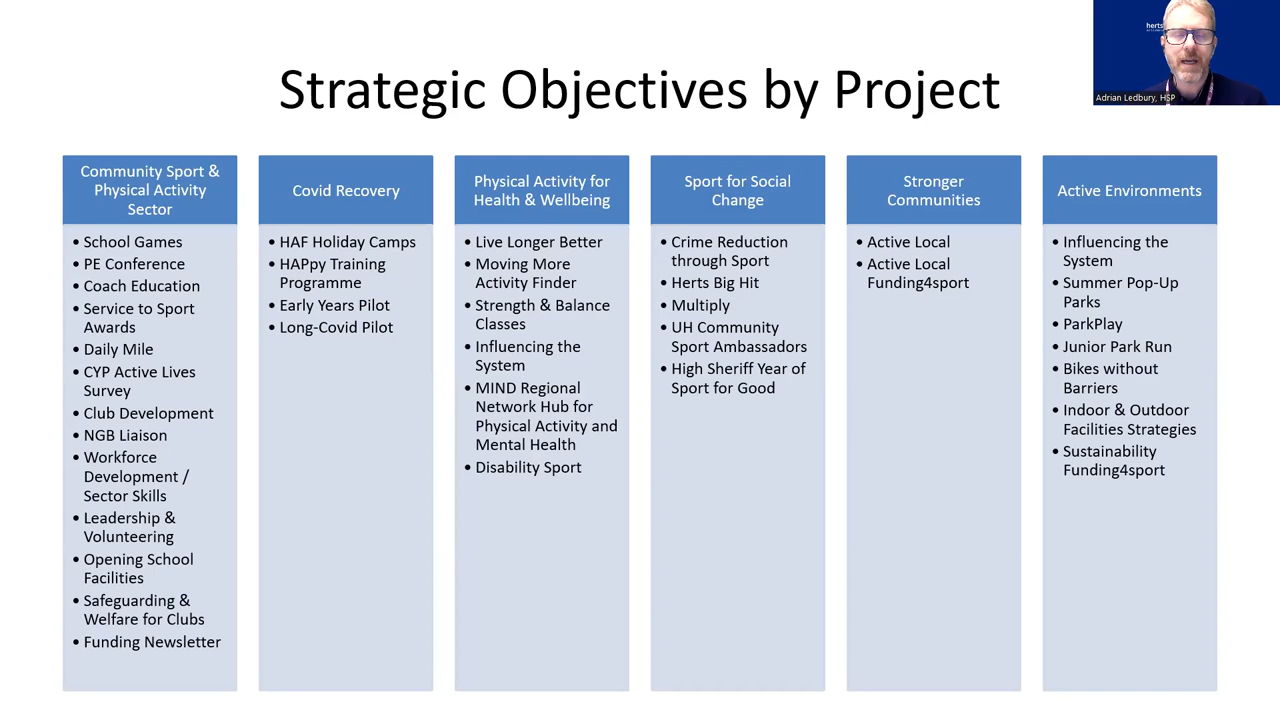 herts
Adrian Ledbury, HSP
Strategic Objectives by Project
Community Sport &
Physical Activity
Sector
• School Games
• PE Conference
• Coach Education
• Service to Sport
Awards
• Daily Mile
• CYP Active Lives
Survey
• Club Development
• NGB Liaison
• Workforce
Development /
Sector Skills
• Leadership &
Volunteering
• Opening School
Facilities
• Safeguarding &
Welfare for Clubs
• Funding Newsletter
Covid Recovery
• HAF Holiday Camps
• HAPpy Training
Programme
• Early Years Pilot
• Long-Covid Pilot
Physical Activity for
Health & Wellbeing
• Live Longer Better
• Moving More
Activity Finder
• Strength & Balance
Classes
• Influencing the
System
• MIND Regional
Network Hub for
Physical Activity and
Mental Health
• Disability Sport
Sport for Social
Change
• Crime Reduction
through Sport
• Herts Big Hit
• Multiply
• UH Community
Sport Ambassadors
• High Sheriff Year of
Sport for Good
Stronger
Communities
• Active Local
• Active Local
Funding4sport
Active Environments
• Influencing the
System
• Summer Pop-Up
Parks
• ParkPlay
• Junior Park Run
• Bikes without
Barriers
• Indoor & Outdoor
Facilities Strategies
• Sustainability
Funding4sport